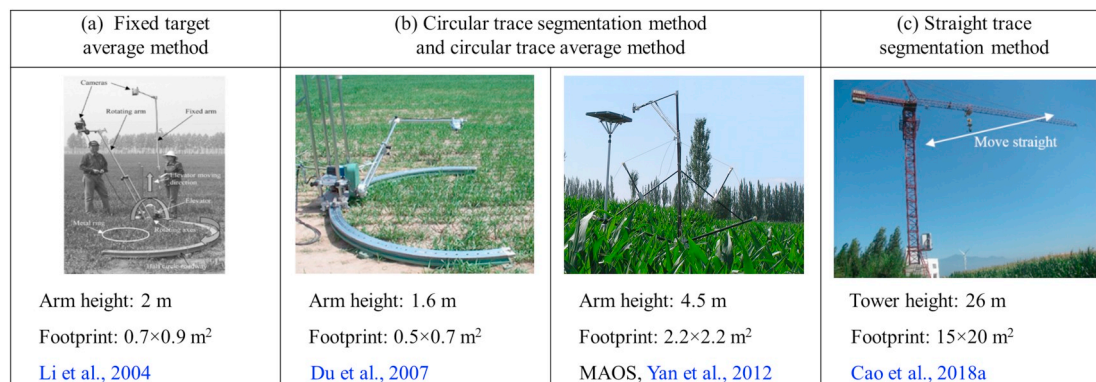 (a) Fixed target
average method
(b) Circular trace segmentation method
and circular trace average method
(c) Straight trace
segmentation method
Cameras
Rotating arm
Fixed arm
Elevator moving
direction
Elevator
Metal ring
Rotating axis
Move straight
Arm height: 2 m
Footprint: 0.7×0.9 m²
Li et al., 2004
Arm height: 1.6 m
Footprint: 0.5×0.7 m²
Du et al., 2007
Arm height: 4.5 m
Footprint: 2.2×2.2 m²
MAOS, Yan et al., 2012
Tower height: 26 m
Footprint: 15×20 m²
Cao et al., 2018a